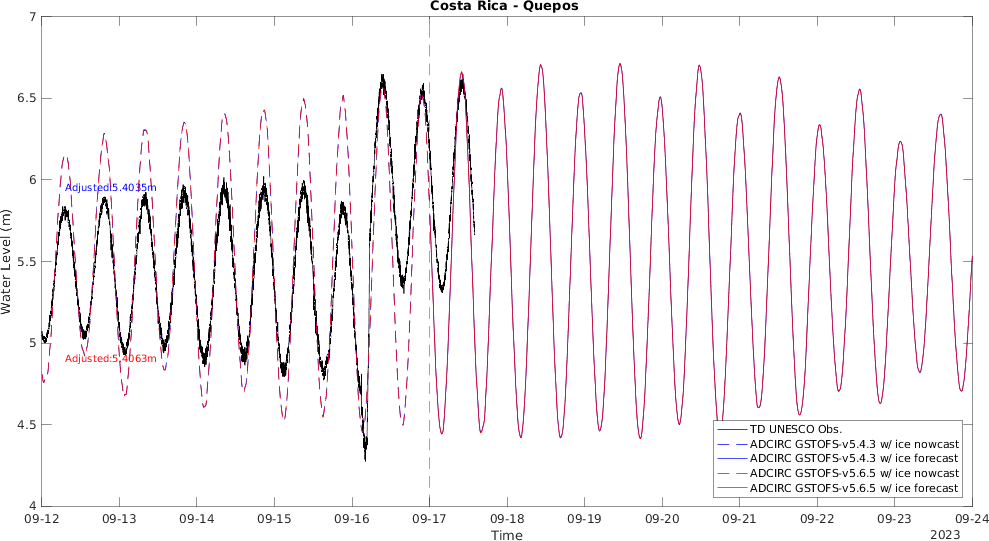 Costa Rica - Quepos
7
6.5
6
5.5
5
4.5
4
Water Level (m)
Adjusted:5.4035m
Adjusted:5.4063m
TD UNESCO Obs.
ADCIRC GSTOFS-v5.4.3 w/ ice nowcast
ADCIRC GSTOFS-v5.4.3 w/ ice forecast
ADCIRC GSTOFS-v5.6.5 w/ ice nowcast
ADCIRC GSTOFS-v5.6.5 w/ ice forecast
09-12 09-13 09-14 09-15 09-16 09-17 09-18 09-19 09-20 09-21 09-22 09-23 09-24
Time
2023